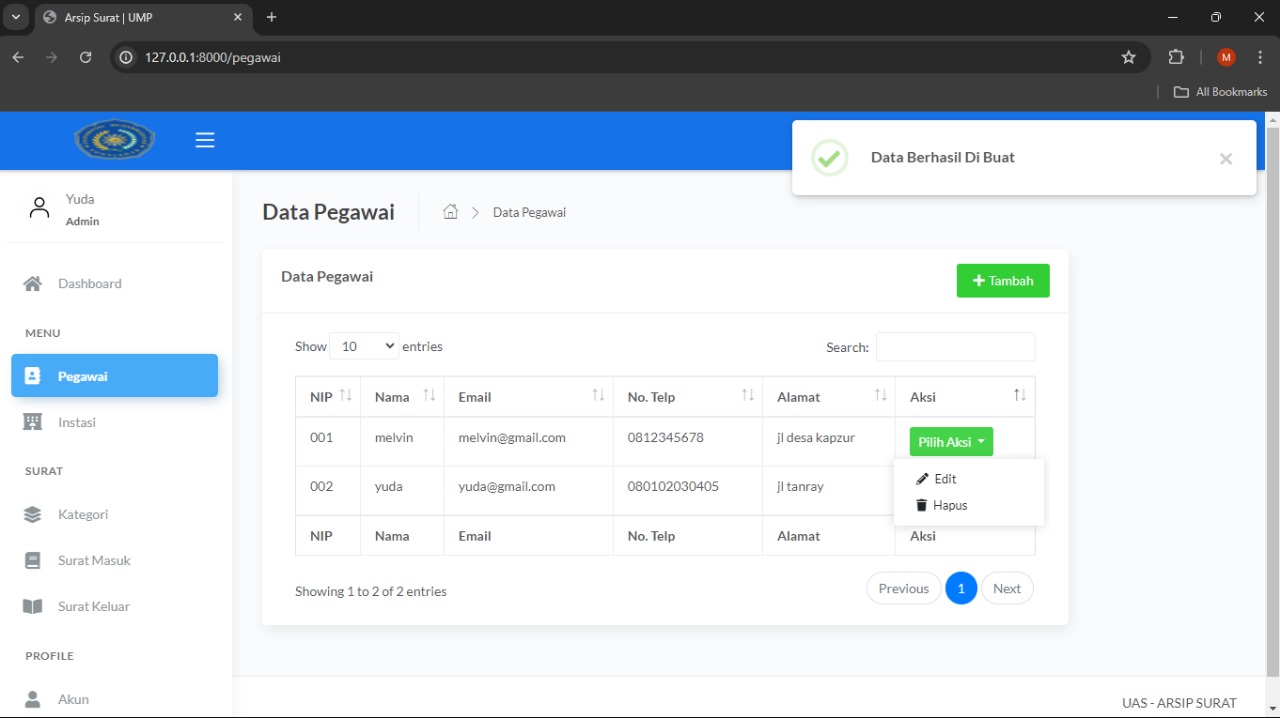 Arsip Surat | UMP
127.0.0.1:8000/pegawai
M
All Bookmarks
Data Berhasil Di Buat
Yuda
Admin
Data Pegawai
Data Pegawai
Dashboard
Data Pegawai
Tambah
MENU
Show 10 entries
Search:
Pegawai
NIP Nama Email No. Telp Alamat Aksi
Instasi
001 melvin melvin@gmail.com 0812345678 jl desa kapzur Pilih Aksi
SURAT
Edit
002 yuda yuda@gmail.com 080102030405 jl tanray
Hapus
Kategori
NIP Nama Email No. Telp Alamat Aksi
Surat Masuk
Showing 1 to 2 of 2 entries
Previous 1 Next
Surat Keluar
PROFILE
Akun
UAS - ARSIP SURAT